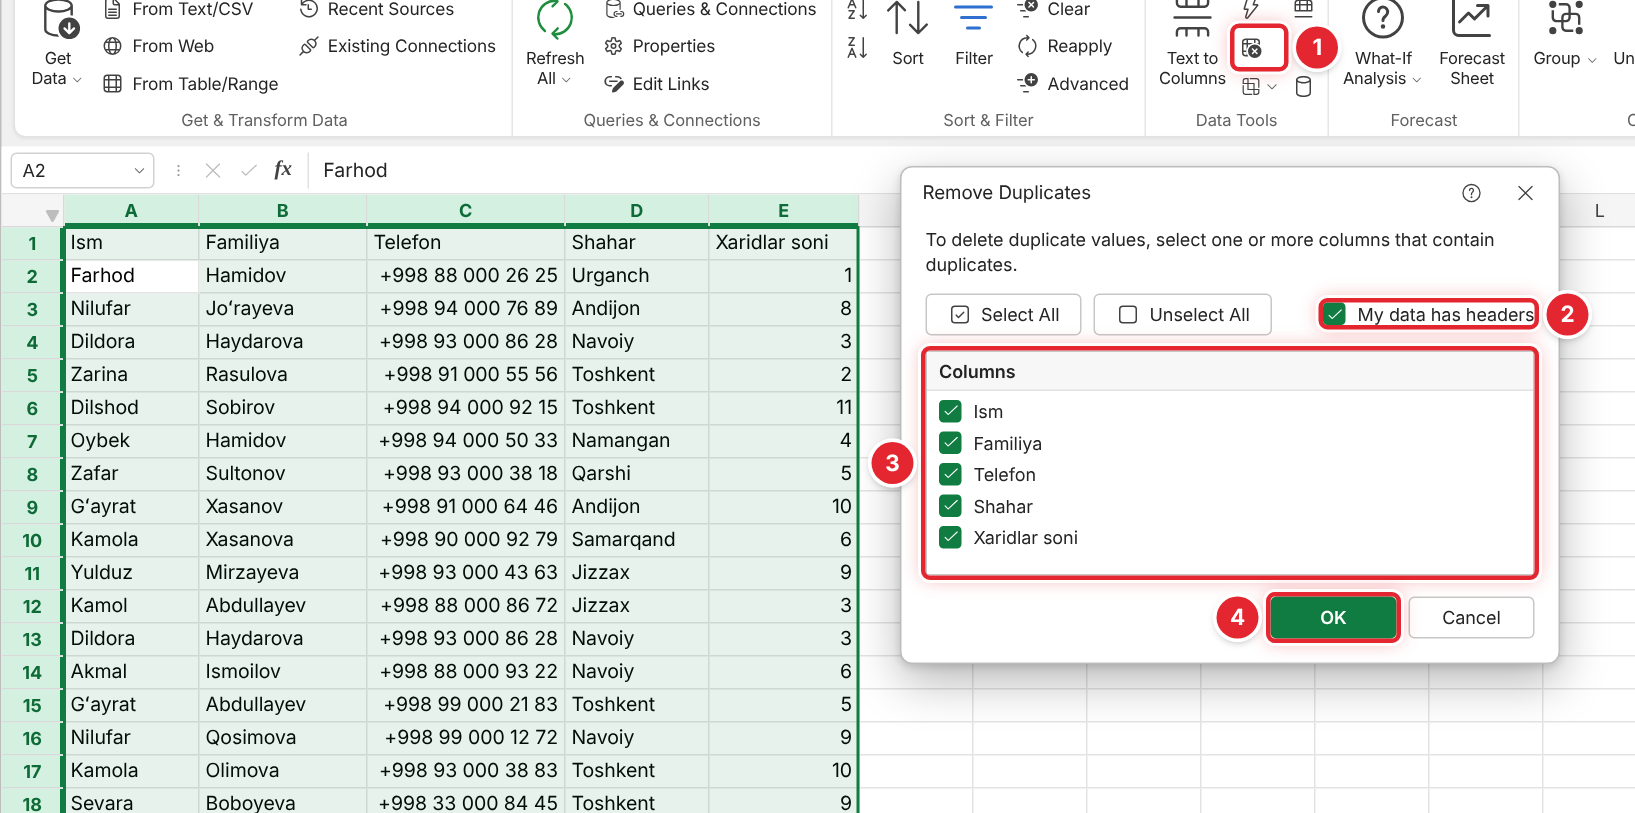 From Text/CSV
Recent Sources
Queries & Connections
Clear
Get Data
From Web
Existing Connections
Refresh All
Properties
Sort
Filter
Reapply
Text to Columns
1
What-If Analysis
Forecast Sheet
Group
Un
From Table/Range
Edit Links
Advanced
Get & Transform Data
Queries & Connections
Sort & Filter
Data Tools
Forecast
A2
fx
Farhod
A B C D E L
1 Ism Familiya Telefon Shahar Xaridlar soni
2 Farhod Hamidov +998 88 000 26 25 Urganch 1
3 Nilufar Joʻrayeva +998 94 000 76 89 Andijon 8
4 Dildora Haydarova +998 93 000 86 28 Navoiy 3
5 Zarina Rasulova +998 91 000 55 56 Toshkent 2
6 Dilshod Sobirov +998 94 000 92 15 Toshkent 11
7 Oybek Hamidov +998 94 000 50 33 Namangan 4
8 Zafar Sultonov +998 93 000 38 18 Qarshi 5
9 Gʻayrat Xasanov +998 91 000 64 46 Andijon 10
10 Kamola Xasanova +998 90 000 92 79 Samarqand 6
11 Yulduz Mirzayeva +998 93 000 43 63 Jizzax 9
12 Kamol Abdullayev +998 88 000 86 72 Jizzax 3
13 Dildora Haydarova +998 93 000 86 28 Navoiy 3
14 Akmal Ismoilov +998 88 000 93 22 Navoiy 6
15 Gʻayrat Abdullayev +998 99 000 21 83 Toshkent 5
16 Nilufar Qosimova +998 99 000 12 72 Navoiy 9
17 Kamola Olimova +998 93 000 38 83 Toshkent 10
18 Sevara Boboyeva +998 33 000 84 45 Toshkent 9
Remove Duplicates
To delete duplicate values, select one or more columns that contain
duplicates.
Select All
Unselect All
My data has headers
2
Columns
Ism
Familiya
3
Telefon
Shahar
Xaridlar soni
4
OK
Cancel